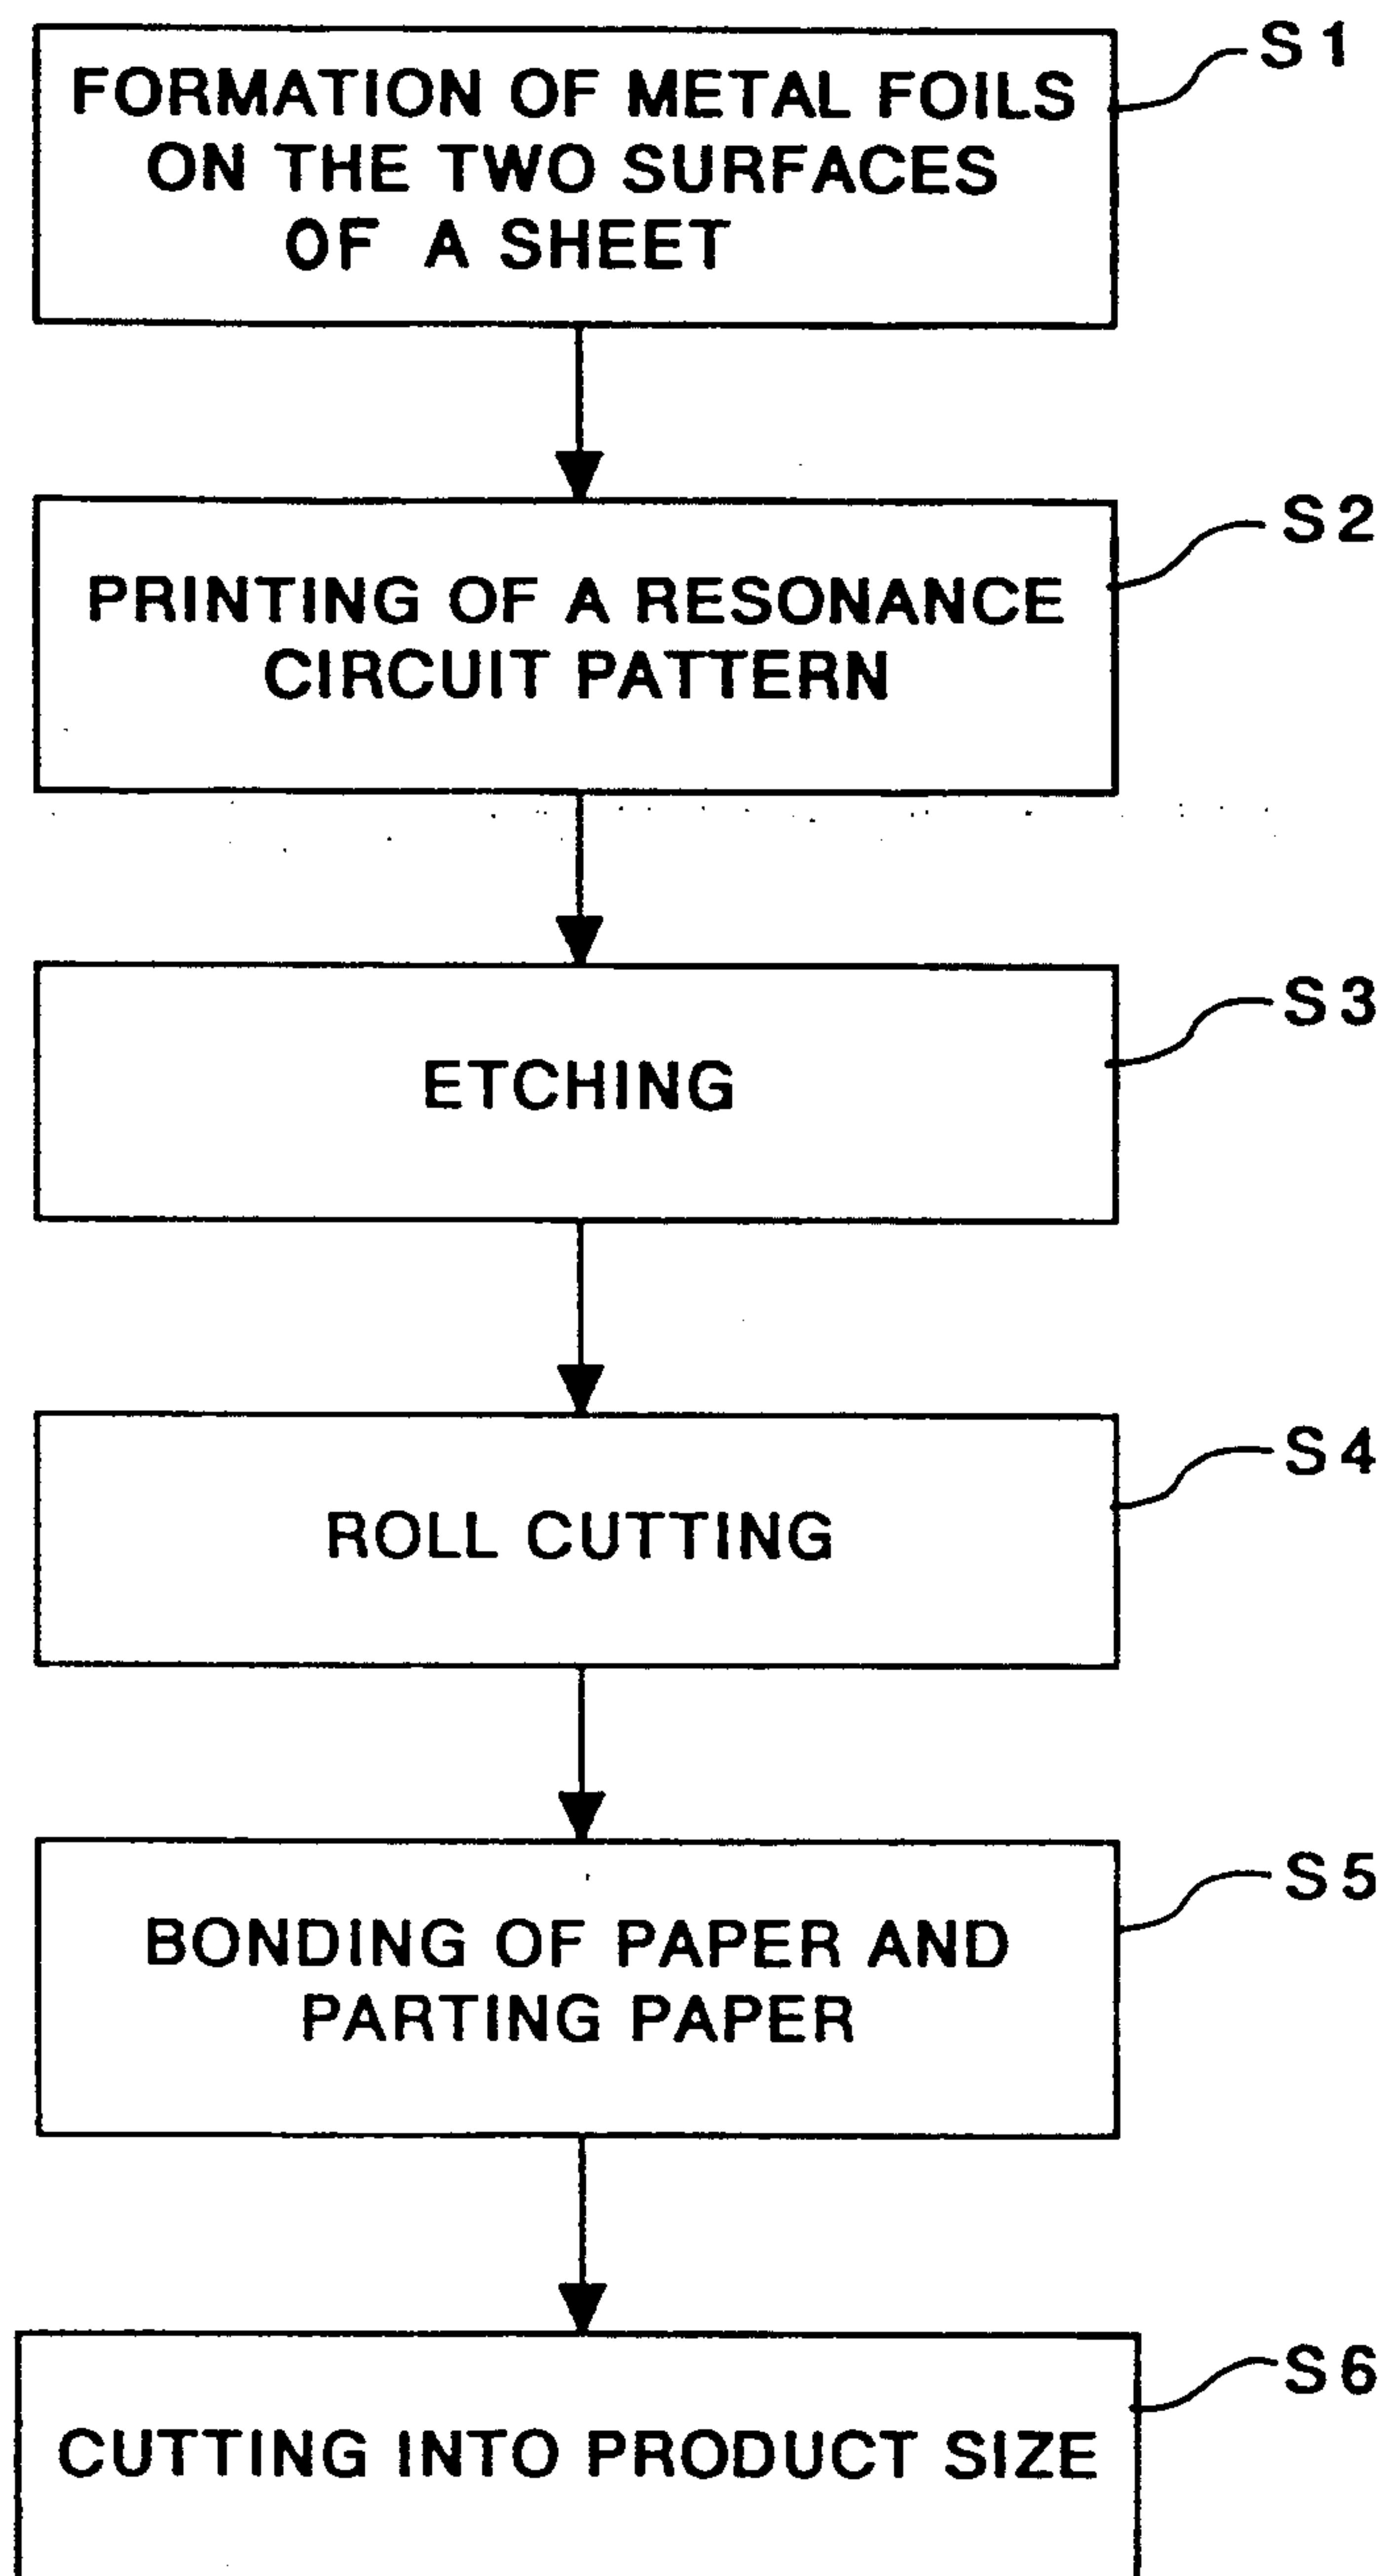 FORMATION OF METAL FOILS
ON THE TWO SURFACES
OF A SHEET
S1
PRINTING OF A RESONANCE
CIRCUIT PATTERN
S2
ETCHING
S3
ROLL CUTTING
S4
BONDING OF PAPER AND
PARTING PAPER
S5
CUTTING INTO PRODUCT SIZE
S6